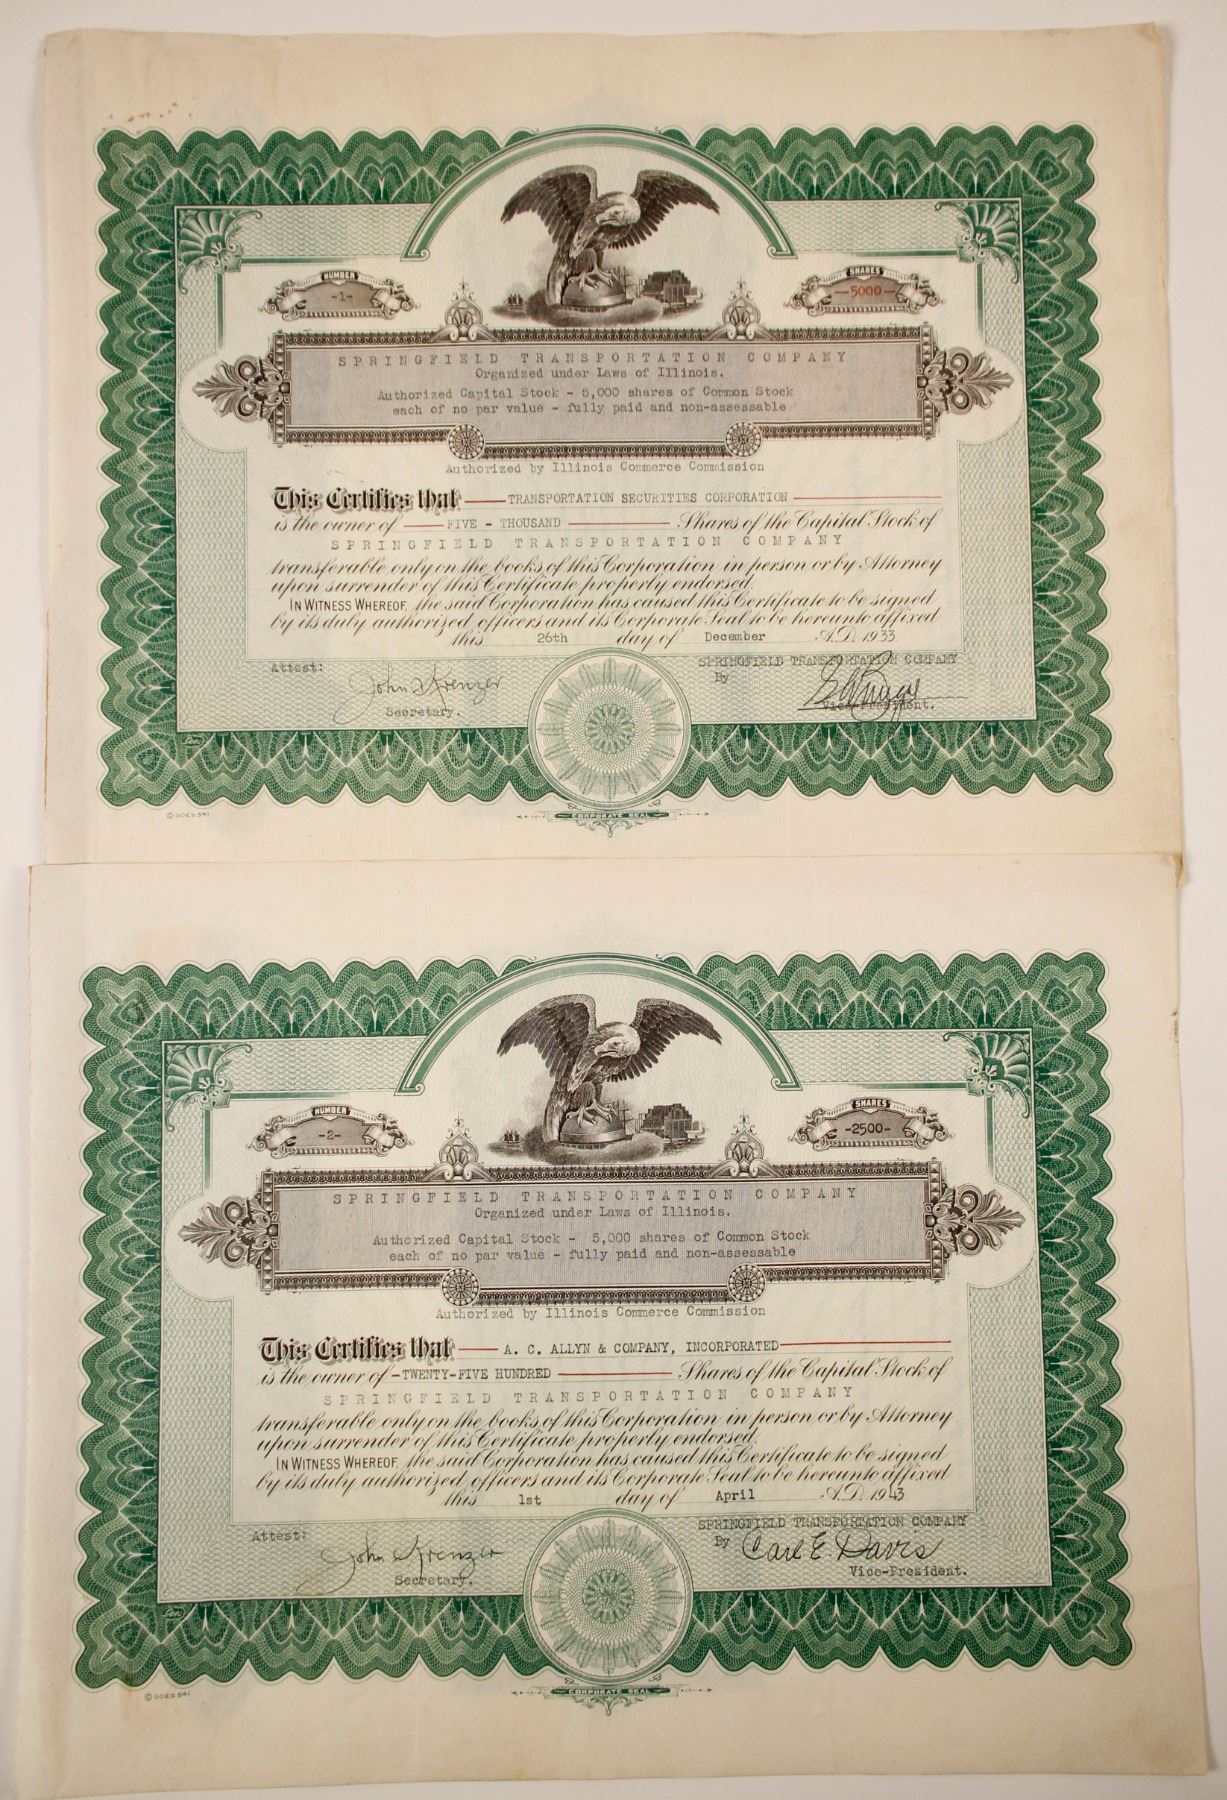 NUMBER
-1-
SHARES
-5000-
SPRINGFIELD TRANSPORTATION COMPANY
Organized under Laws of Illinois.
Authorized Capital Stock - 5,000 shares of Common Stock
each of no par value - fully paid and non-assessable
Authorized by Illinois Commerce Commission
This Certifies that TRANSPORTATION SECURITIES CORPORATION
is the owner of FIVE - THOUSAND Shares of the Capital Stock of
SPRINGFIELD TRANSPORTATION COMPANY
transferable only on the books of this Corporation in person or by Attorney
upon surrender of this Certificate properly endorsed.
IN WITNESS WHEREOF, the said Corporation has caused this Certificate to be signed
by its duly authorized officers and its Corporate Seal to be hereunto affixed
this 26th day of December A.D. 1933
Attest:
SPRINGFIELD TRANSPORTATION COMPANY
By
John
Secretary.
Vice-President.
© GOES 541
CORPORATE SEAL
NUMBER
-2-
SHARES
-2500-
SPRINGFIELD TRANSPORTATION COMPANY
Organized under Laws of Illinois.
Authorized Capital Stock - 5,000 shares of Common Stock
each of no par value - fully paid and non-assessable
Authorized by Illinois Commerce Commission
This Certifies that A. C. ALLYN & COMPANY, INCORPORATED
is the owner of -TWENTY-FIVE HUNDRED Shares of the Capital Stock of
SPRINGFIELD TRANSPORTATION COMPANY
transferable only on the books of this Corporation in person or by Attorney
upon surrender of this Certificate properly endorsed.
IN WITNESS WHEREOF, the said Corporation has caused this Certificate to be signed
by its duly authorized officers and its Corporate Seal to be hereunto affixed
this 1st day of April A.D. 1943
Attest:
SPRINGFIELD TRANSPORTATION COMPANY
By Carl E Davis
John
Secretary.
Vice-President.
© GOES 541
CORPORATE SEAL